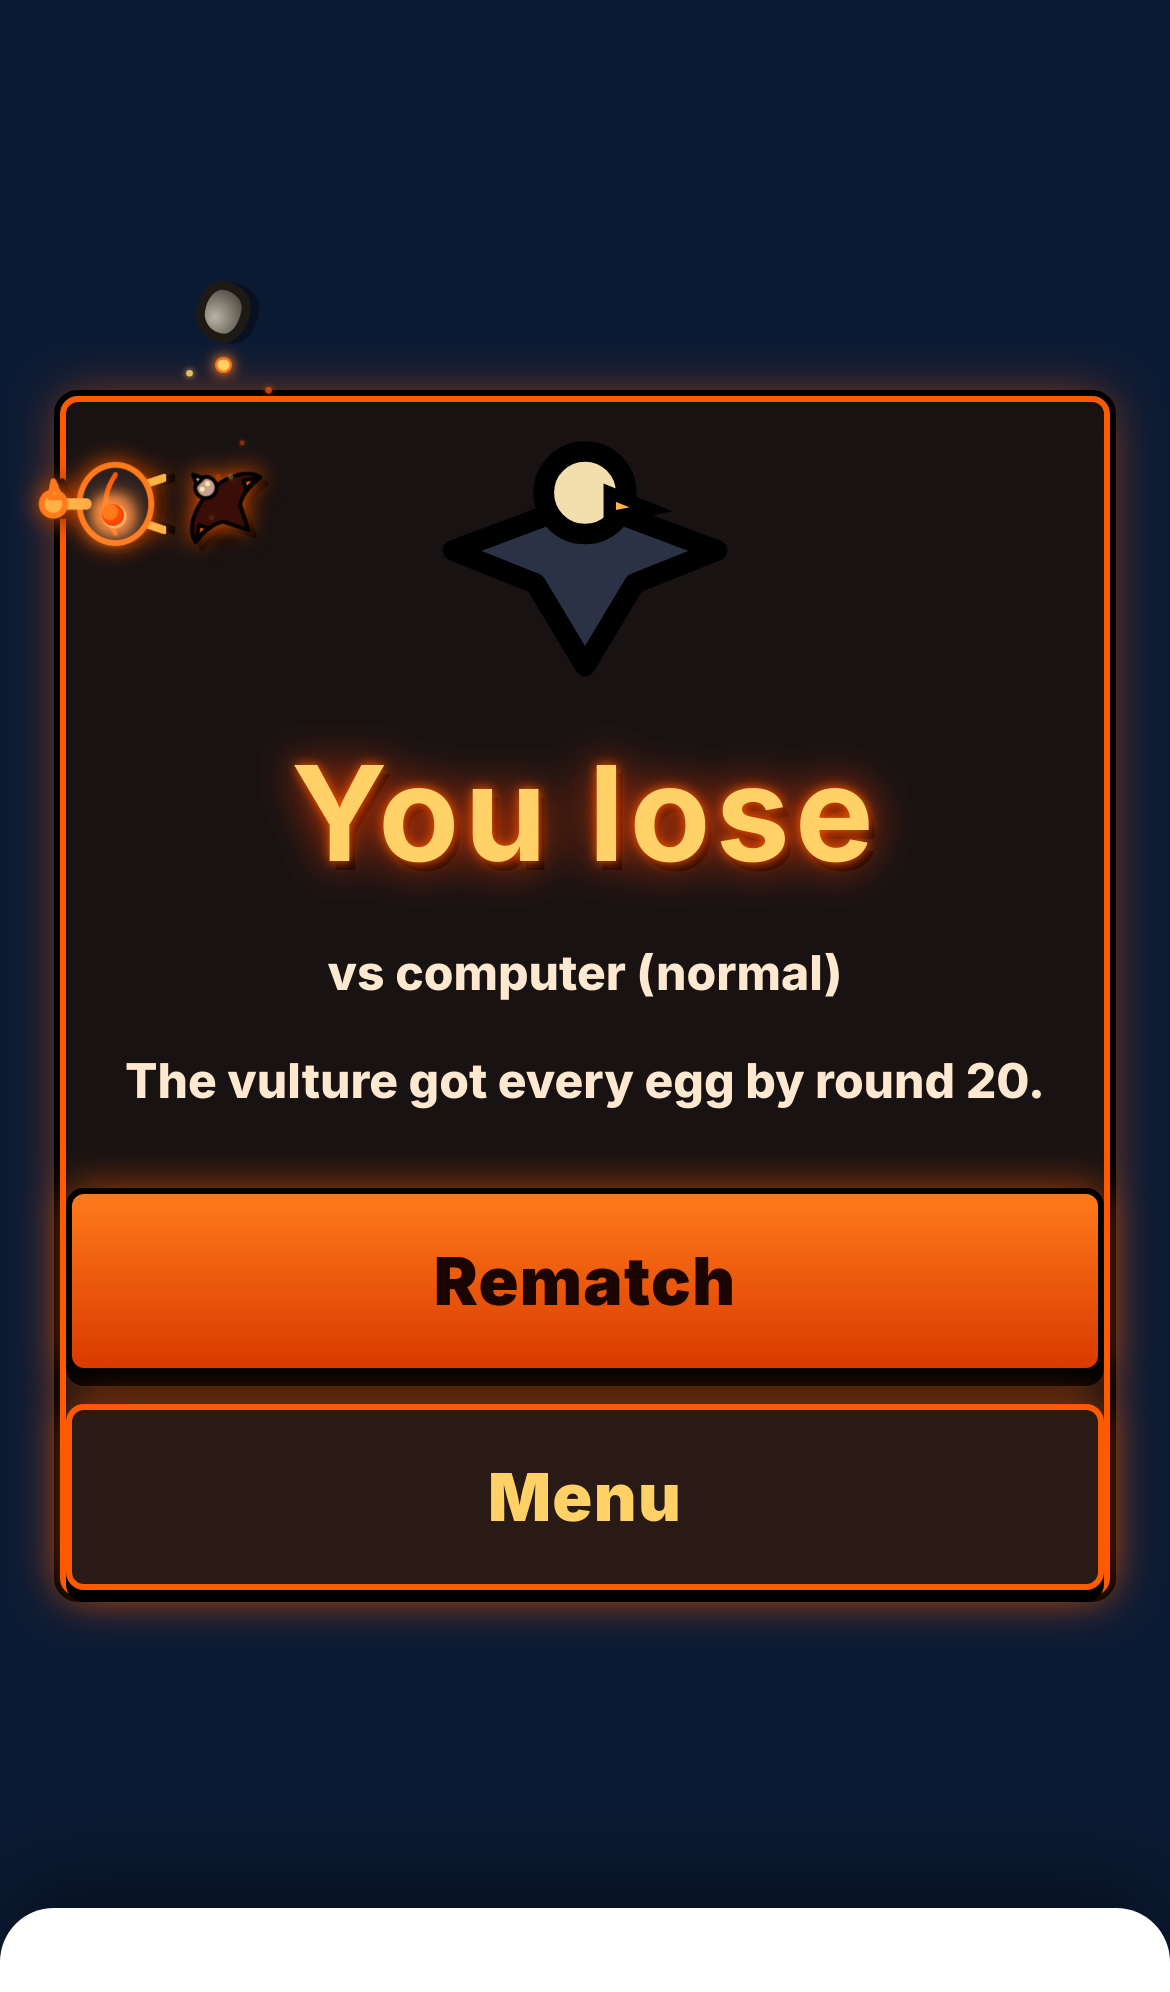 You lose
vs computer (normal)
The vulture got every egg by round 20.
Rematch
Menu